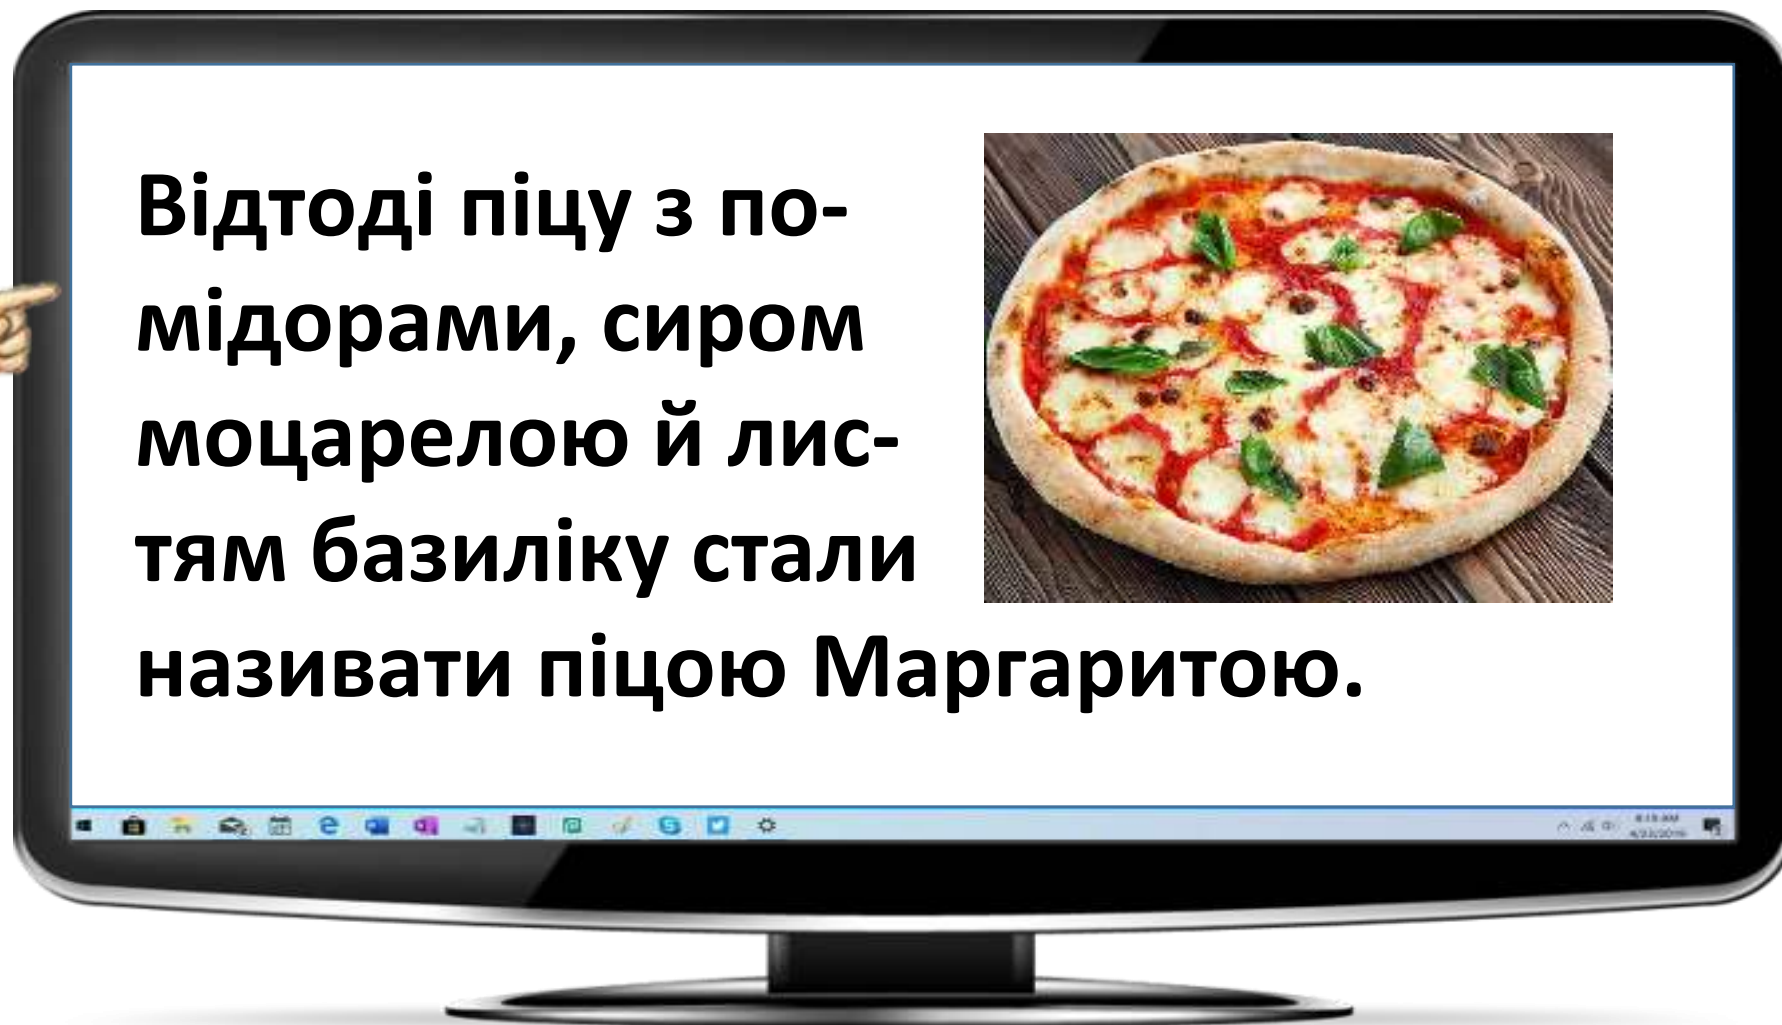 Відтоді піцу з по-
мідорами, сиром
моцарелою й лис-
тям базиліку стали
називати піцою Маргаритою.